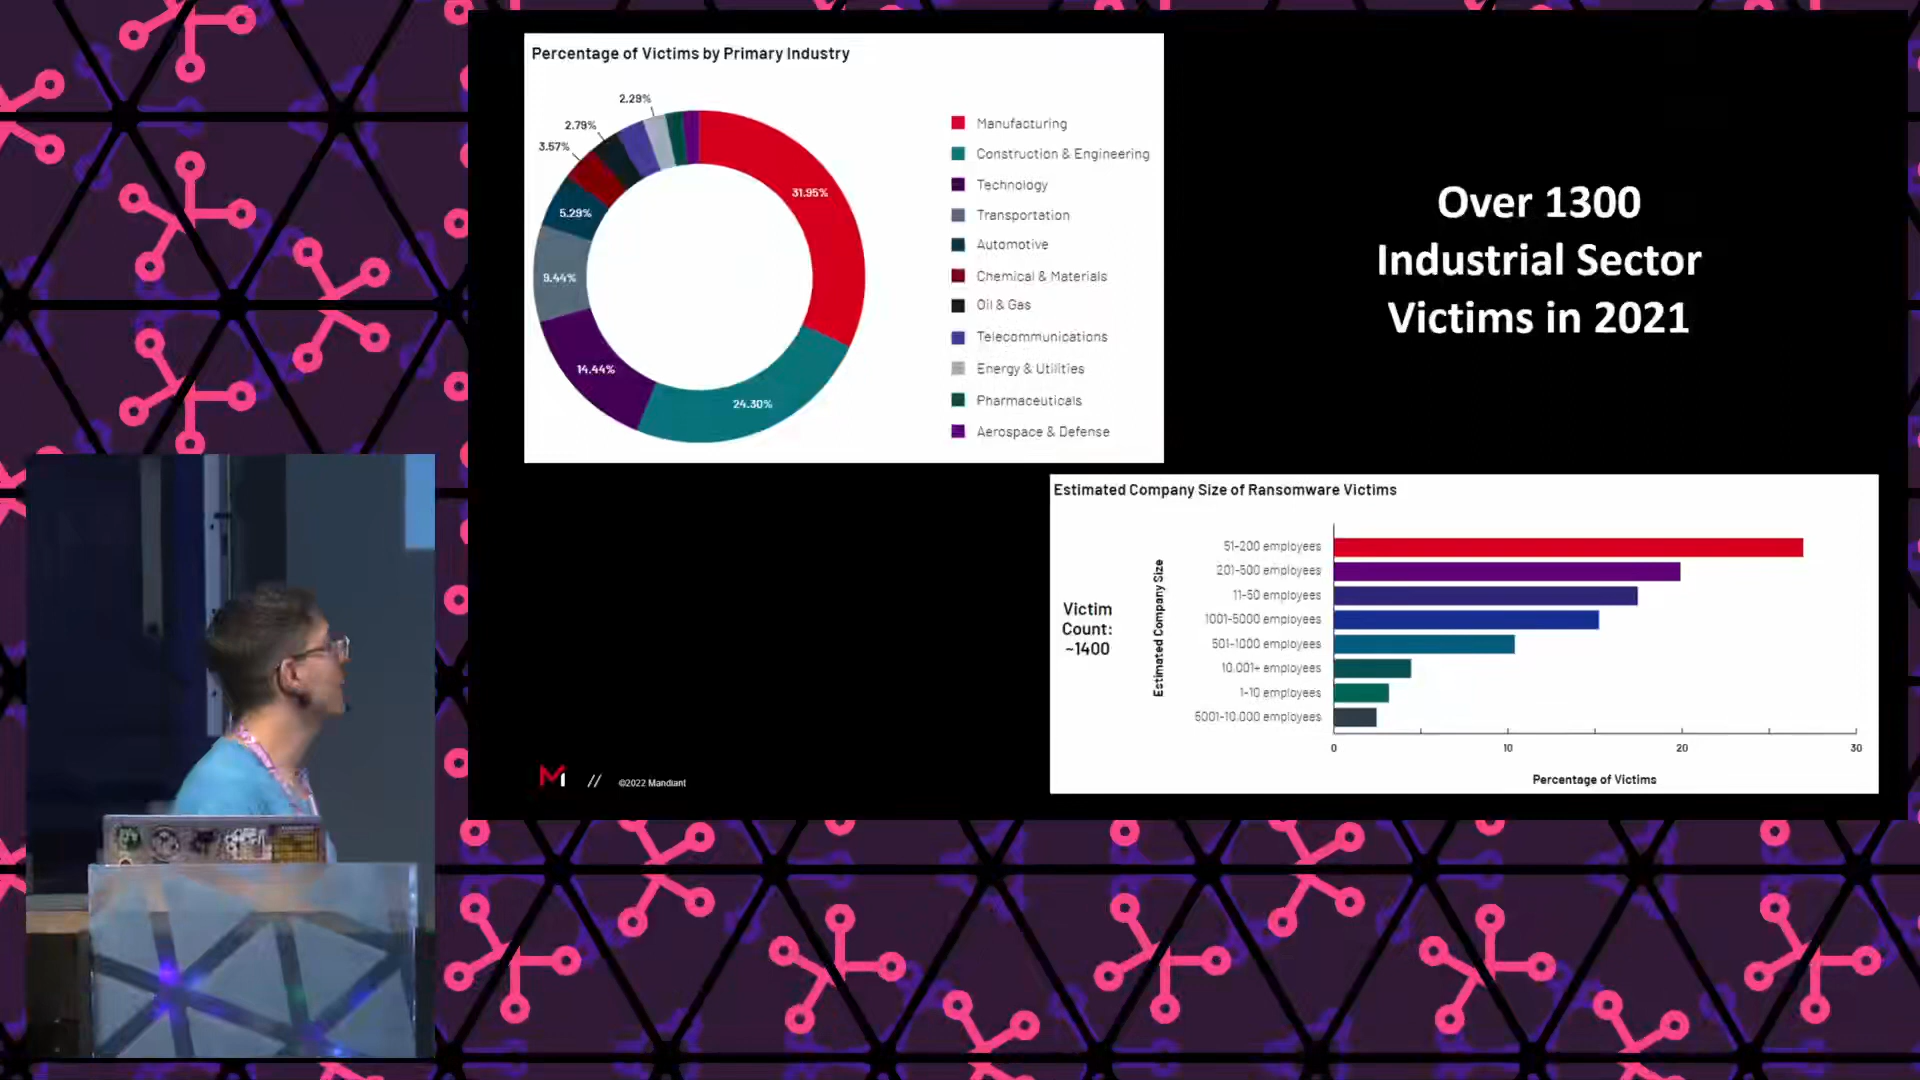 Percentage of Victims by Primary Industry
2.29%
2.79%
3.57%
5.29%
9.44%
14.44%
24.30%
31.95%
Manufacturing
Construction & Engineering
Technology
Transportation
Automotive
Chemical & Materials
Oil & Gas
Telecommunications
Energy & Utilities
Pharmaceuticals
Aerospace & Defense
Over 1300
Industrial Sector
Victims in 2021
Estimated Company Size of Ransomware Victims
Victim
Count:
~1400
Estimated Company Size
51-200 employees
201-500 employees
11-50 employees
1001-5000 employees
501-1000 employees
10,001+ employees
1-10 employees
5001-10,000 employees
0
10
20
30
Percentage of Victims
M // ©2022 Mandiant